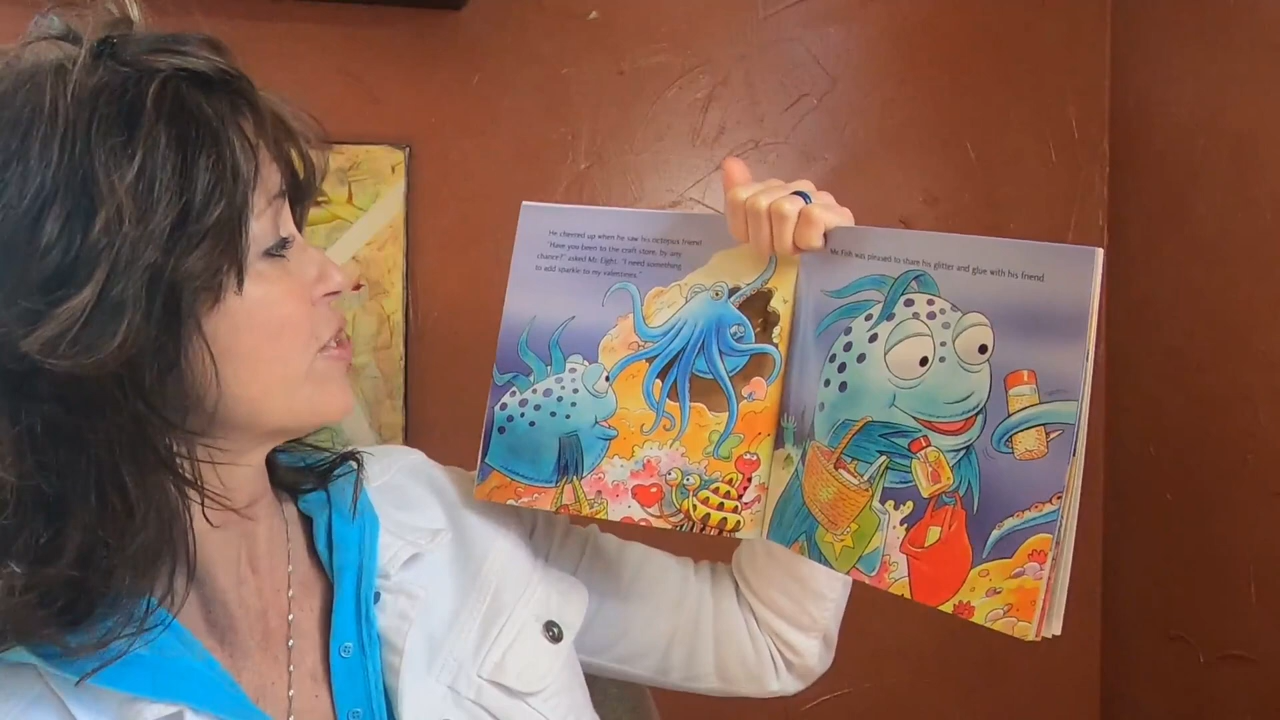 He cheered up when he saw his octopus friend.
"Have you been to the craft store, by any
chance?" asked Mr. Eight. "I need something
to add sparkle to my valentines."
Mr. Fish was pleased to share his glitter and glue with his friend.